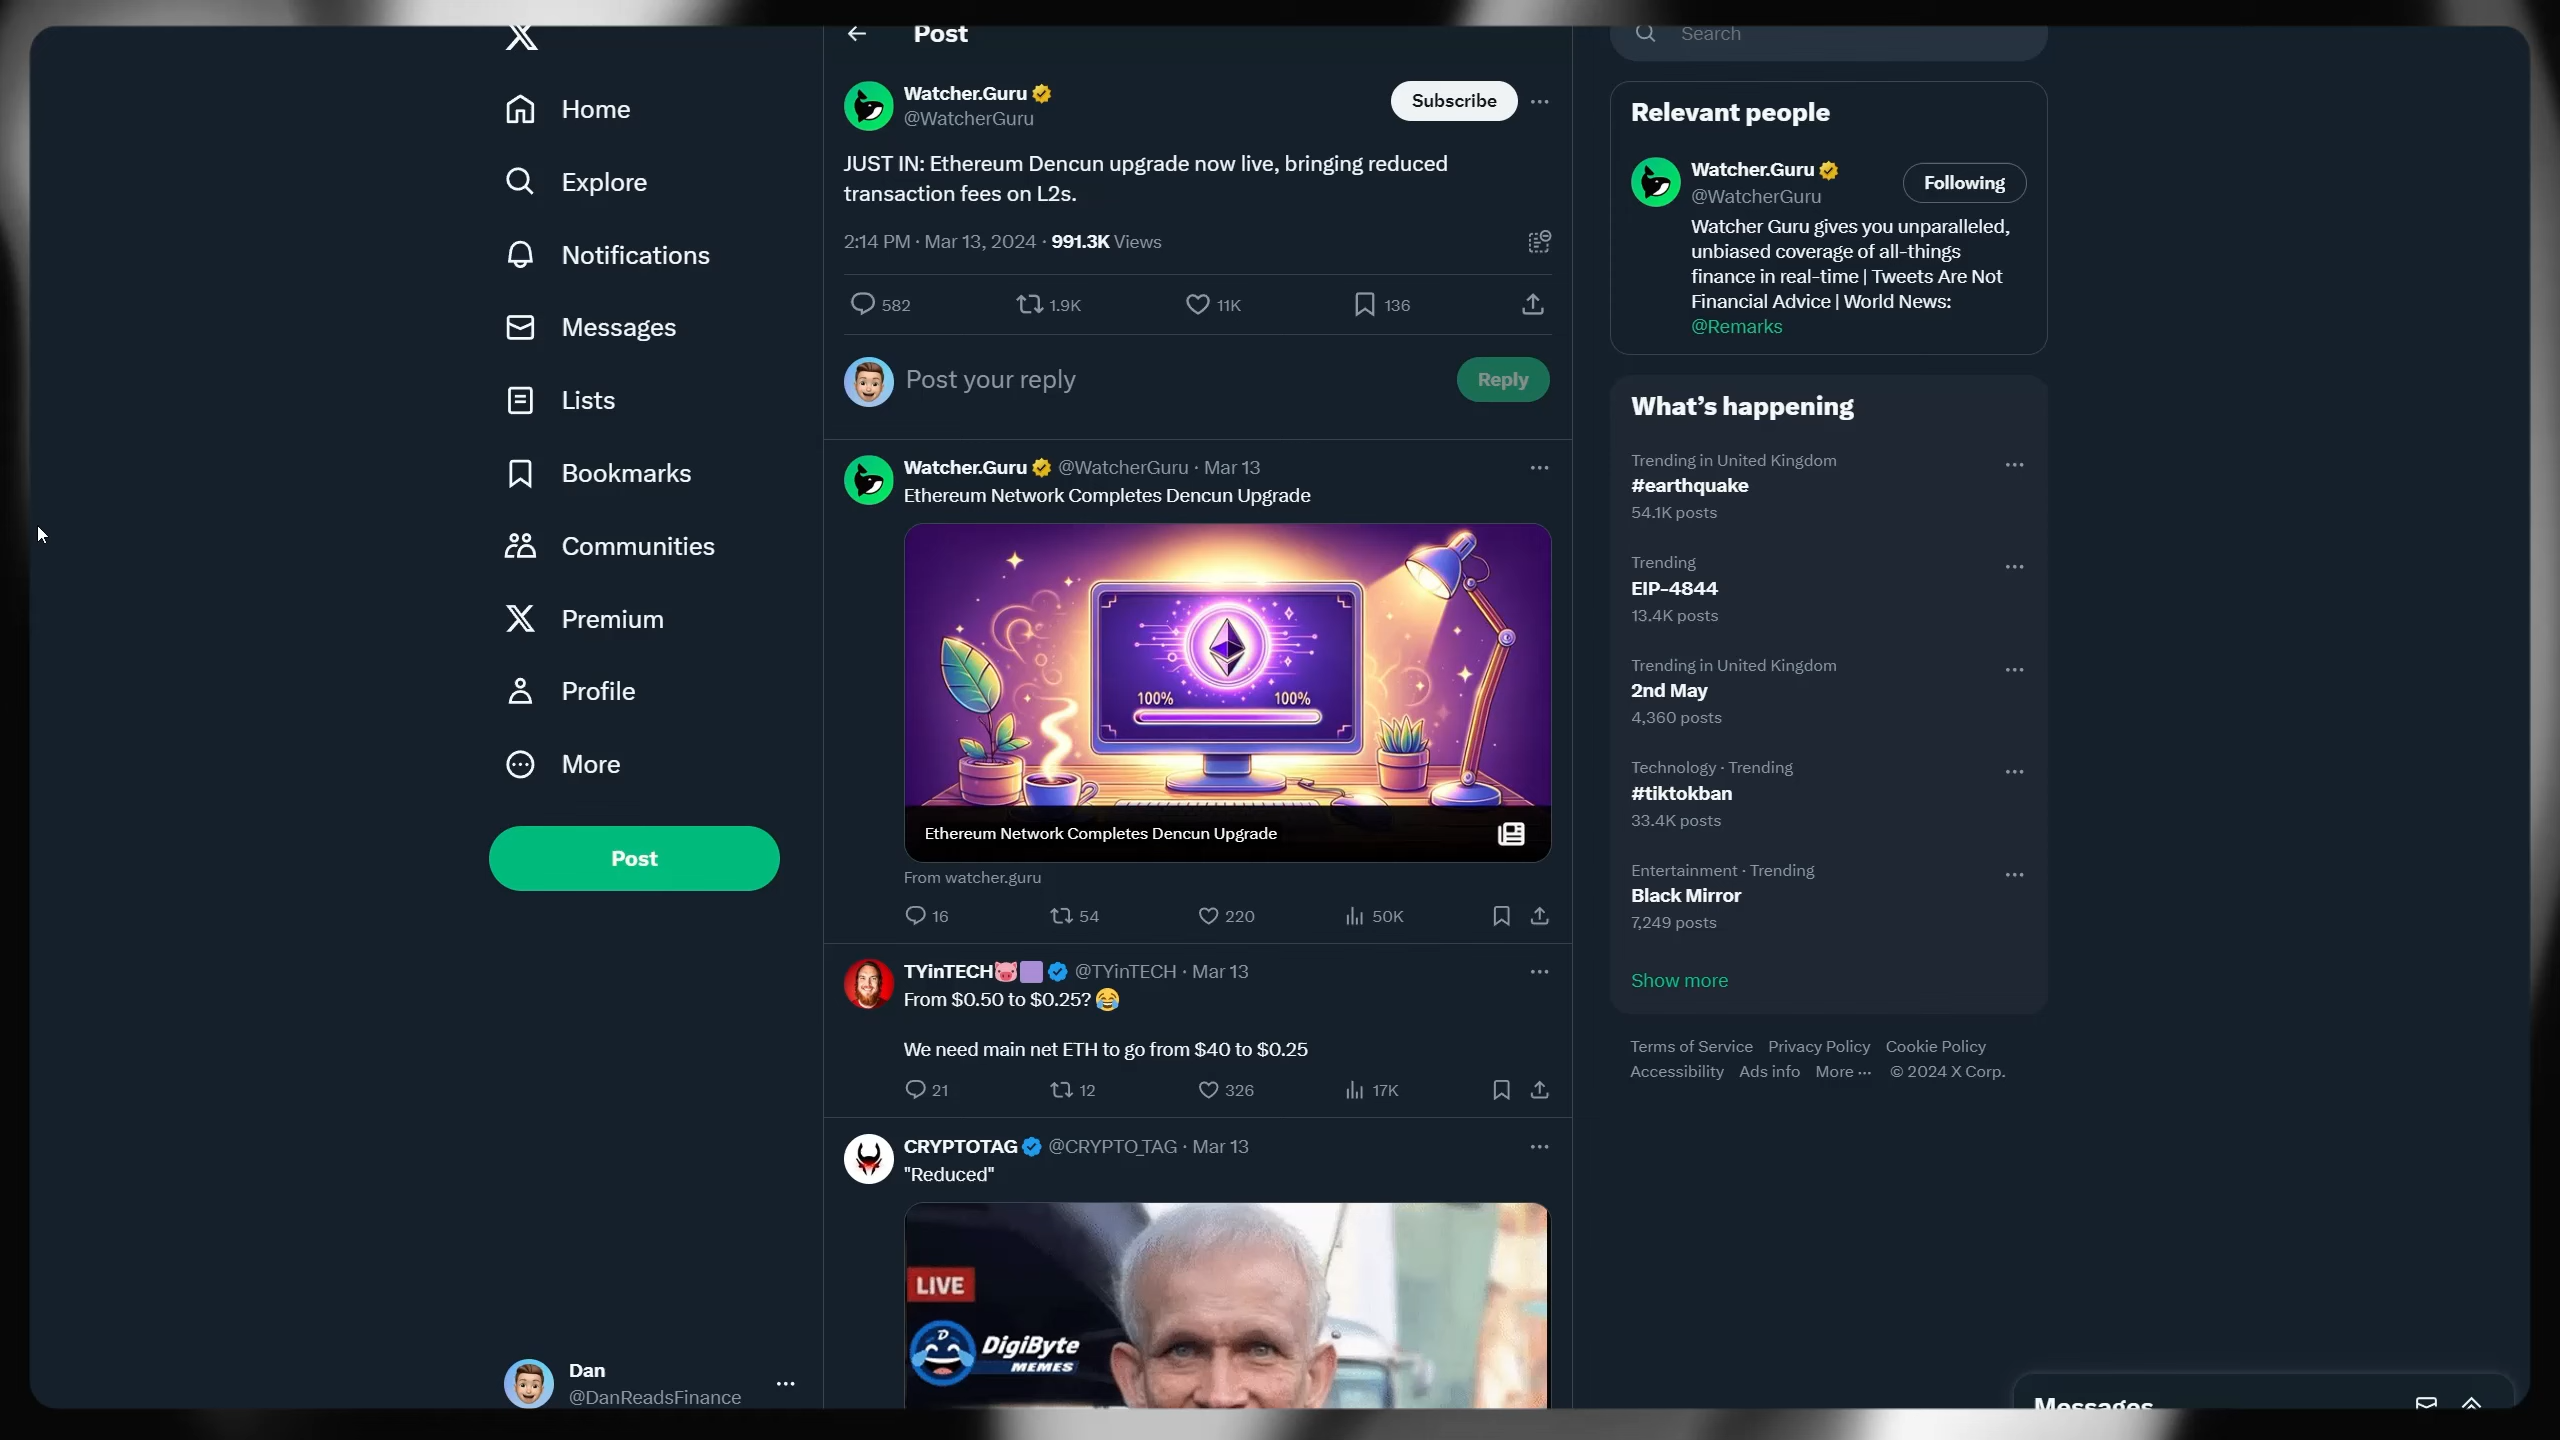 Home
Explore
Notifications
Messages
Lists
Bookmarks
Communities
Premium
Profile
More
Post
Dan
@DanReadsFinance
Post
Watcher.Guru
@WatcherGuru
Subscribe
JUST IN: Ethereum Dencun upgrade now live, bringing reduced
transaction fees on L2s.
2:14 PM · Mar 13, 2024 · 991.3K Views
582 1.9K 11K 136
Post your reply
Reply
Watcher.Guru @WatcherGuru · Mar 13
Ethereum Network Completes Dencun Upgrade
100% 100%
Ethereum Network Completes Dencun Upgrade
From watcher.guru
16 54 220 50K
TYinTECH🐷🟪 @TYinTECH · Mar 13
From $0.50 to $0.25? 😂
We need main net ETH to go from $40 to $0.25
21 12 326 17K
CRYPTOTAG @CRYPTO_TAG · Mar 13
"Reduced"
LIVE
DigiByte
MEMES
Search
Relevant people
Watcher.Guru
@WatcherGuru
Following
Watcher Guru gives you unparalleled,
unbiased coverage of all-things
finance in real-time | Tweets Are Not
Financial Advice | World News:
@Remarks
What's happening
Trending in United Kingdom
#earthquake
54.1K posts
Trending
EIP-4844
13.4K posts
Trending in United Kingdom
2nd May
4,360 posts
Technology · Trending
#tiktokban
33.4K posts
Entertainment · Trending
Black Mirror
7,249 posts
Show more
Terms of Service Privacy Policy Cookie Policy
Accessibility Ads info More ··· © 2024 X Corp.
Messages